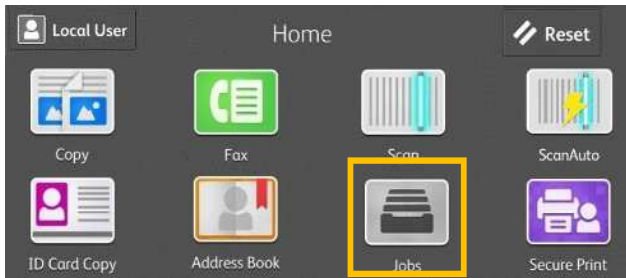 Local User
Home
Reset
Copy
Fax
Scan
ScanAuto
ID Card Copy
Address Book
Jobs
Secure Print